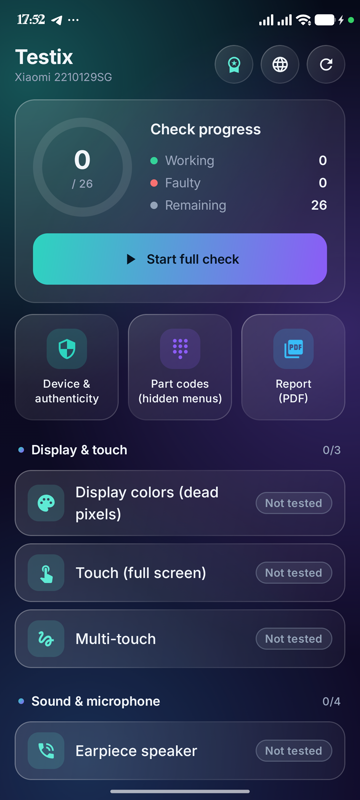 17:52
Testix
Xiaomi 2210129SG
Check progress
0
/ 26
Working 0
Faulty 0
Remaining 26
Start full check
Device &
authenticity
Part codes
(hidden menus)
PDF
Report
(PDF)
Display & touch 0/3
Display colors (dead
pixels)
Not tested
Touch (full screen) Not tested
Multi-touch Not tested
Sound & microphone 0/4
Earpiece speaker Not tested